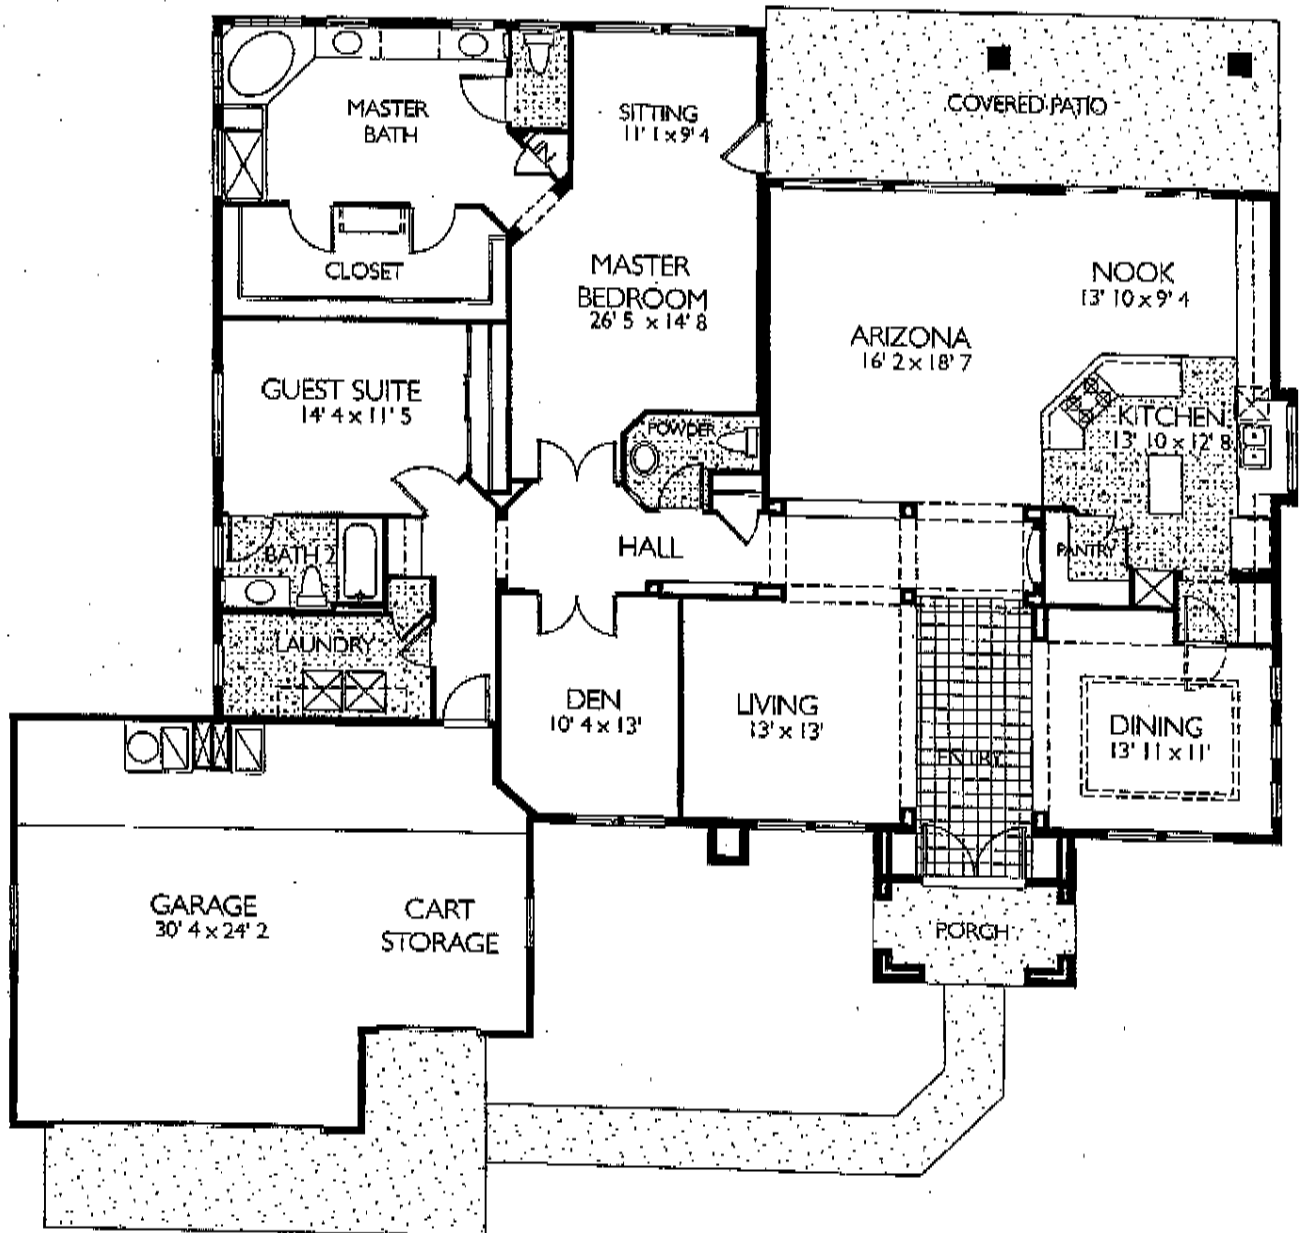 MASTER
BATH
SITTING
11' 1 x 9' 4
COVERED PATIO
LIN
CLOSET
MASTER
BEDROOM
26' 5 x 14' 8
NOOK
13' 10 x 9' 4
ARIZONA
16' 2 x 18' 7
GUEST SUITE
14' 4 x 11' 5
POWDER
KITCHEN
13' 10 x 12' 8
BATH 2
HALL
PANTRY
LAUNDRY
DEN
10' 4 x 13'
LIVING
13' x 13'
ENTRY
DINING
13' 11 x 11'
GARAGE
30' 4 x 24' 2
CART
STORAGE
PORCH